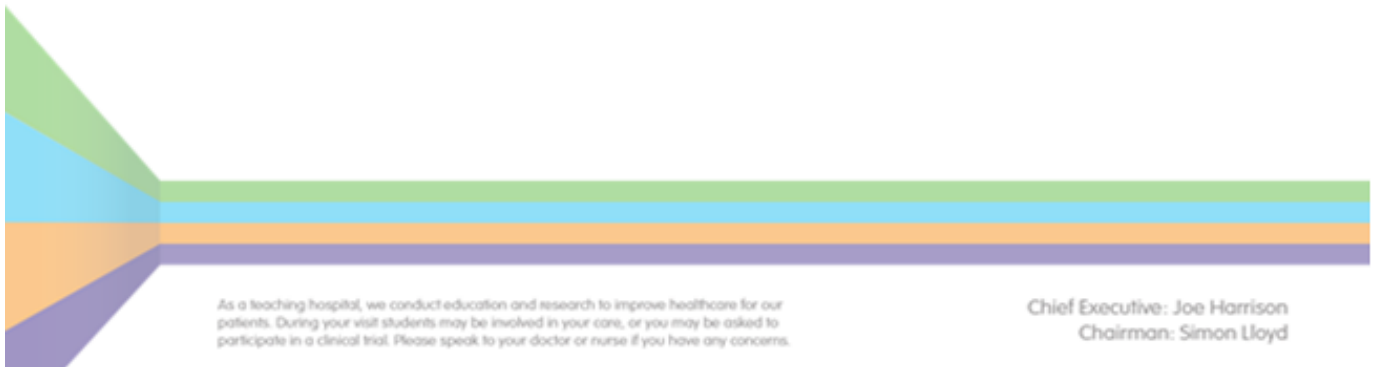 As a teaching hospital, we conduct education and research to improve healthcare for our
patients. During your visit students may be involved in your care, or you may be asked to
participate in a clinical trial. Please speak to your doctor or nurse if you have any concerns.
Chief Executive: Joe Harrison
Chairman: Simon Lloyd